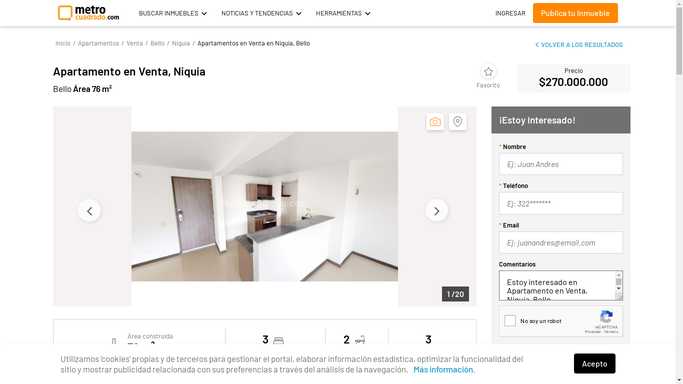 metro
cuadrado.com
BUSCAR INMUEBLES
NOTICIAS Y TENDENCIAS
HERRAMIENTAS
INGRESAR
Publica tu Inmueble
Inicio / Apartamentos / Venta / Bello / Niquia / Apartamentos en Venta en Niquia, Bello
VOLVER A LOS RESULTADOS
Apartamento en Venta, Niquia
Bello Área 76 m²
Favorito
Precio
$270.000.000
1 / 20
¡Estoy Interesado!
* Nombre
Ej: Juan Andres
* Teléfono
Ej: 322*******
* Email
Ej: juanandres@email.com
Comentarios
Estoy interesado en
Apartamento en Venta,
Niquia, Bello
No soy un robot
reCAPTCHA
Privacidad - Términos
Área construida
3
2
3
Utilizamos 'cookies' propias y de terceros para gestionar el portal, elaborar información estadística, optimizar la funcionalidad del
sitio y mostrar publicidad relacionada con sus preferencias a través del análisis de la navegación. Más información.
Acepto